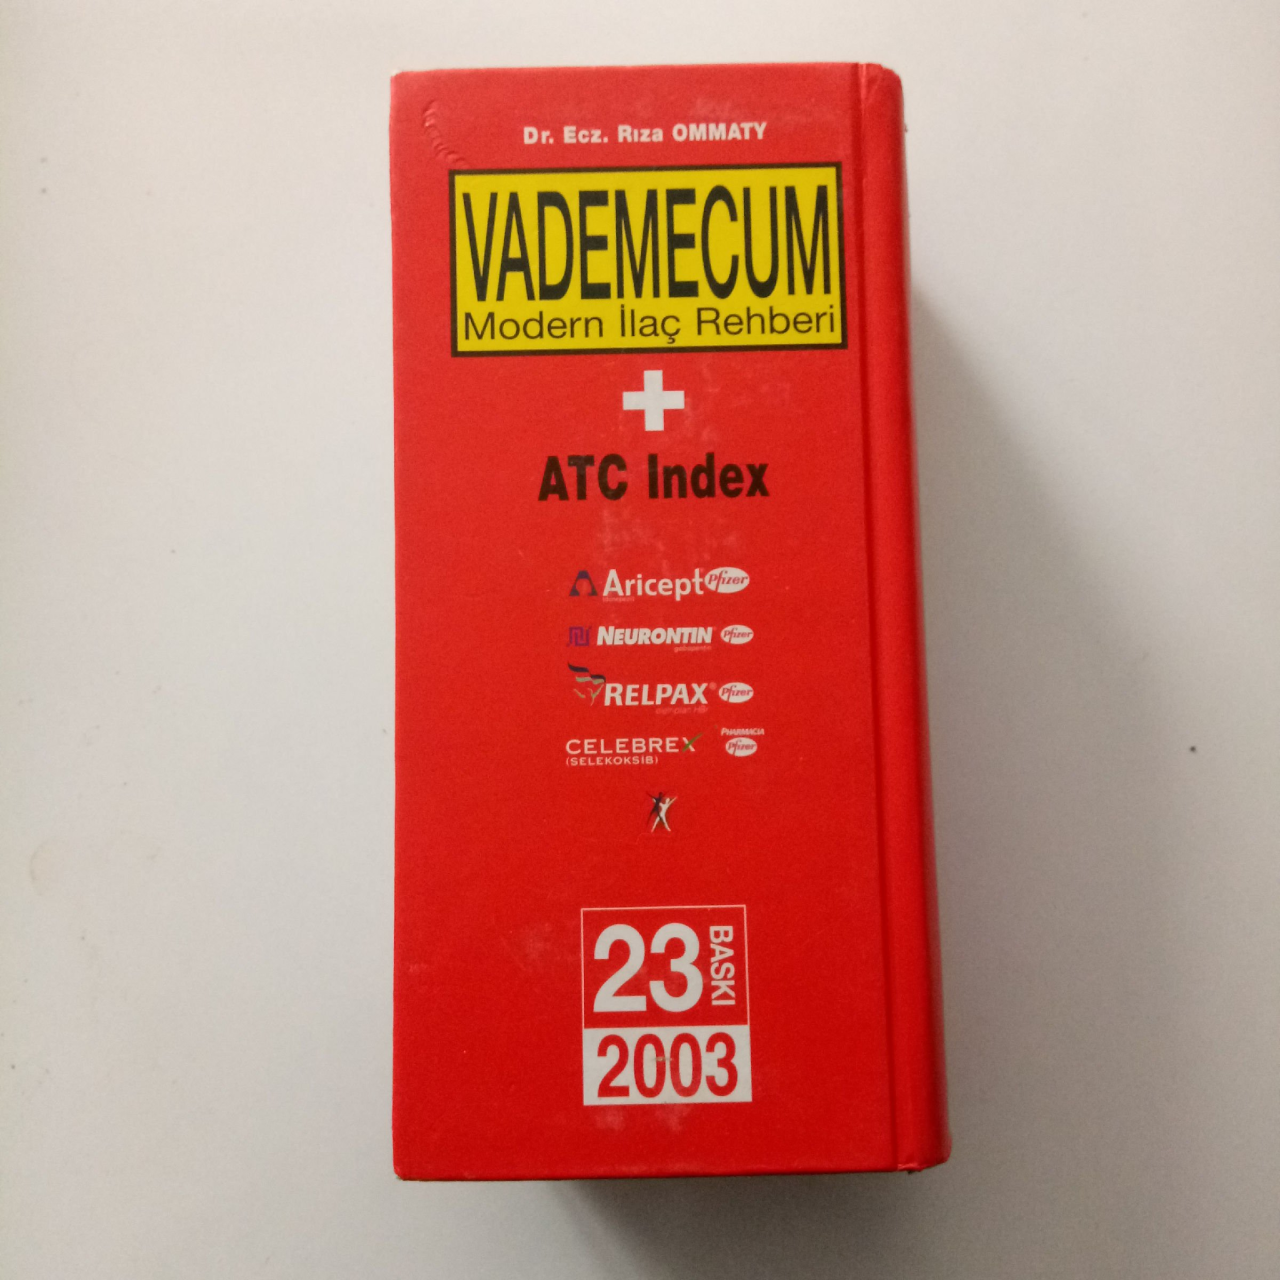 Dr. Ecz. Rıza OMMATY
VADEMECUM
Modern İlaç Rehberi
ATC Index
Aricept Pfizer
NEURONTIN Pfizer
gabapentin
RELPAX® Pfizer
CELEBREX PHARMACIA
(SELEKOKSİB) Pfizer
23 BASKI
2003